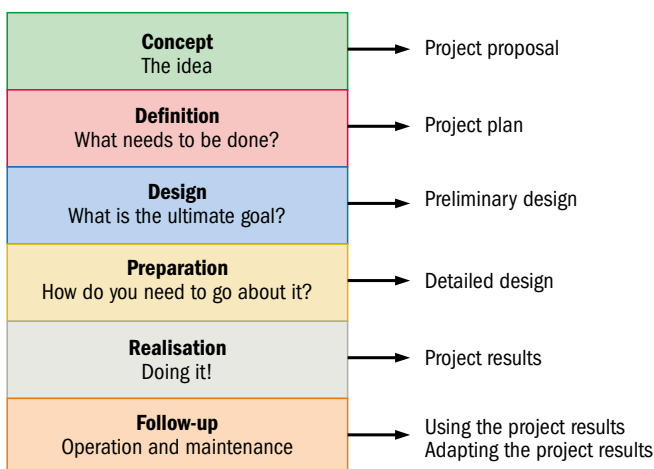 Concept
The idea
Project proposal
Definition
What needs to be done?
Project plan
Design
What is the ultimate goal?
Preliminary design
Preparation
How do you need to go about it?
Detailed design
Realisation
Doing it!
Project results
Follow-up
Operation and maintenance
Using the project results
Adapting the project results